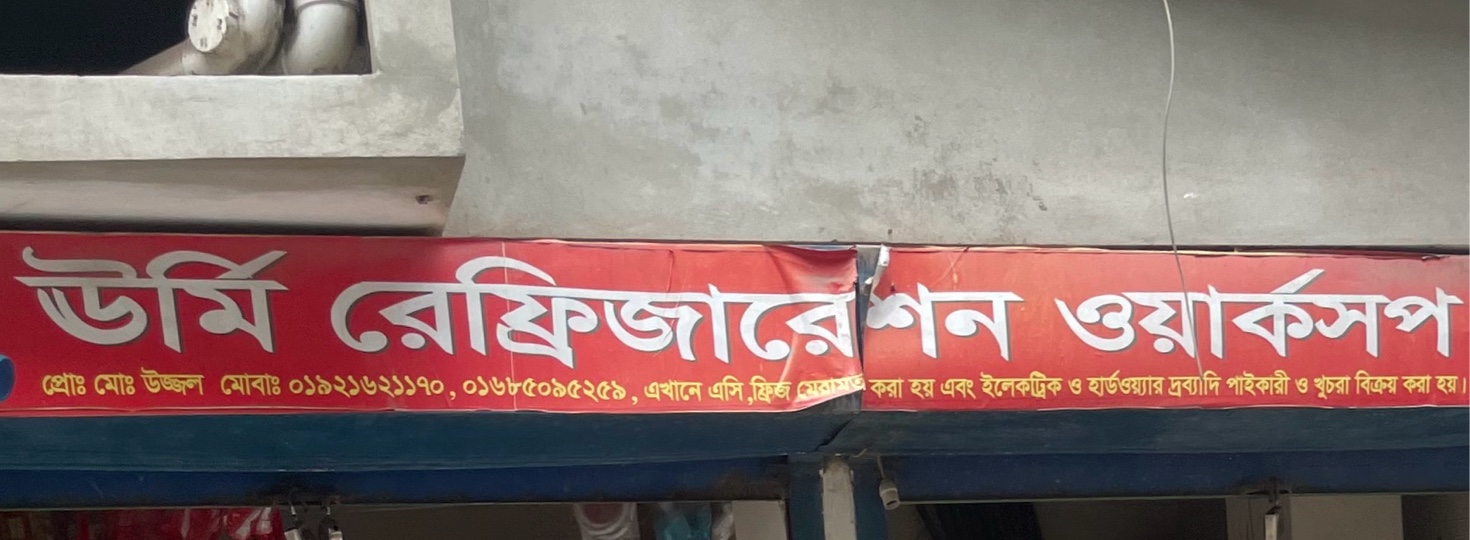 ঊর্মি রেফ্রিজারেশন ওয়ার্কসপ
প্রোঃ মোঃ উজ্জল মোবাঃ ০১৯২১৬২১১৭০, ০১৬৮৫০৯৫২৫৯, এখানে এসি,ফ্রিজ মেরামত করা হয় এবং ইলেকট্রিক ও হার্ডওয়্যার দ্রব্যাদি পাইকারী ও খুচরা বিক্রয় করা হয়।